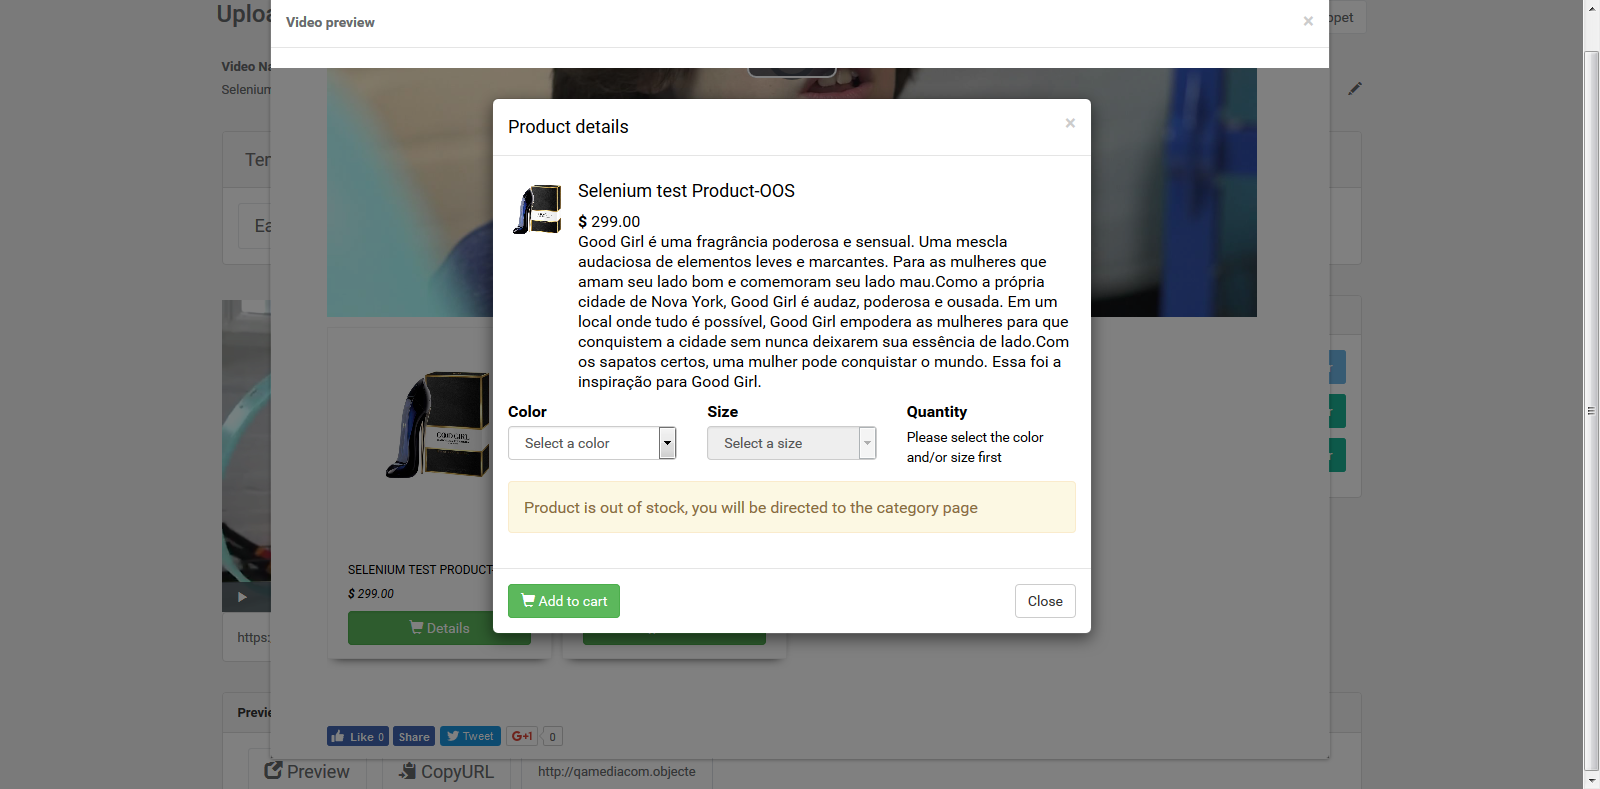 Video preview
×
Video
Selenium
Product details
×
Selenium test Product-OOS
$ 299.00
Good Girl é uma fragrância poderosa e sensual. Uma mescla
audaciosa de elementos leves e marcantes. Para as mulheres que
amam seu lado bom e comemoram seu lado mau.Como a própria
cidade de Nova York, Good Girl é audaz, poderosa e ousada. Em um
local onde tudo é possível, Good Girl empodera as mulheres para que
conquistem a cidade sem nunca deixarem sua essência de lado.Com
os sapatos certos, uma mulher pode conquistar o mundo. Essa foi a
inspiração para Good Girl.
Color
Size
Quantity
Select a color
Select a size
Please select the color
and/or size first
Product is out of stock, you will be directed to the category page
Add to cart
Close
GOOD GIRL
SELENIUM TEST PRODUCT-
$ 299.00
Details
https:
Like 0
Share
Tweet
G+1
0
Preview
CopyURL
http://qamediacom.objecte